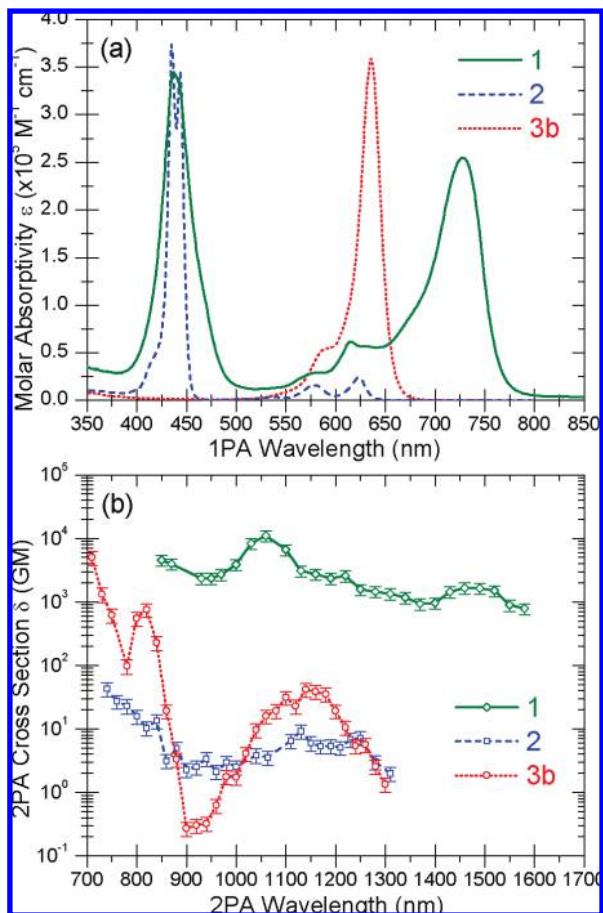 (a)
1
2
3b
Molar Absorptivity ε (x10⁵ M⁻¹ cm⁻¹)
4.0
3.5
3.0
2.5
2.0
1.5
1.0
0.5
0.0
350 400 450 500 550 600 650 700 750 800 850
1PA Wavelength (nm)
(b)
1
2
3b
2PA Cross Section δ (GM)
10⁵
10⁴
10³
10²
10¹
10⁰
10⁻¹
700 800 900 1000 1100 1200 1300 1400 1500 1600 1700
2PA Wavelength (nm)